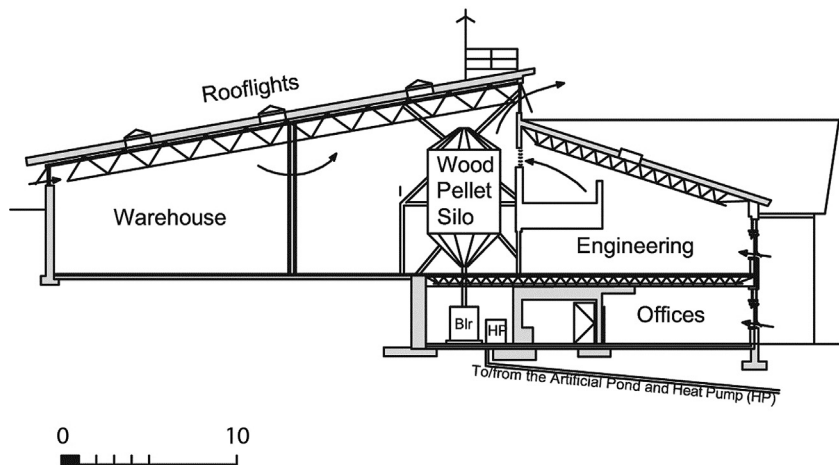 Rooflights
Wood
Pellet
Silo
Warehouse
Engineering
Offices
Blr
HP
To/from the Artificial Pond and Heat Pump (HP)
0 10